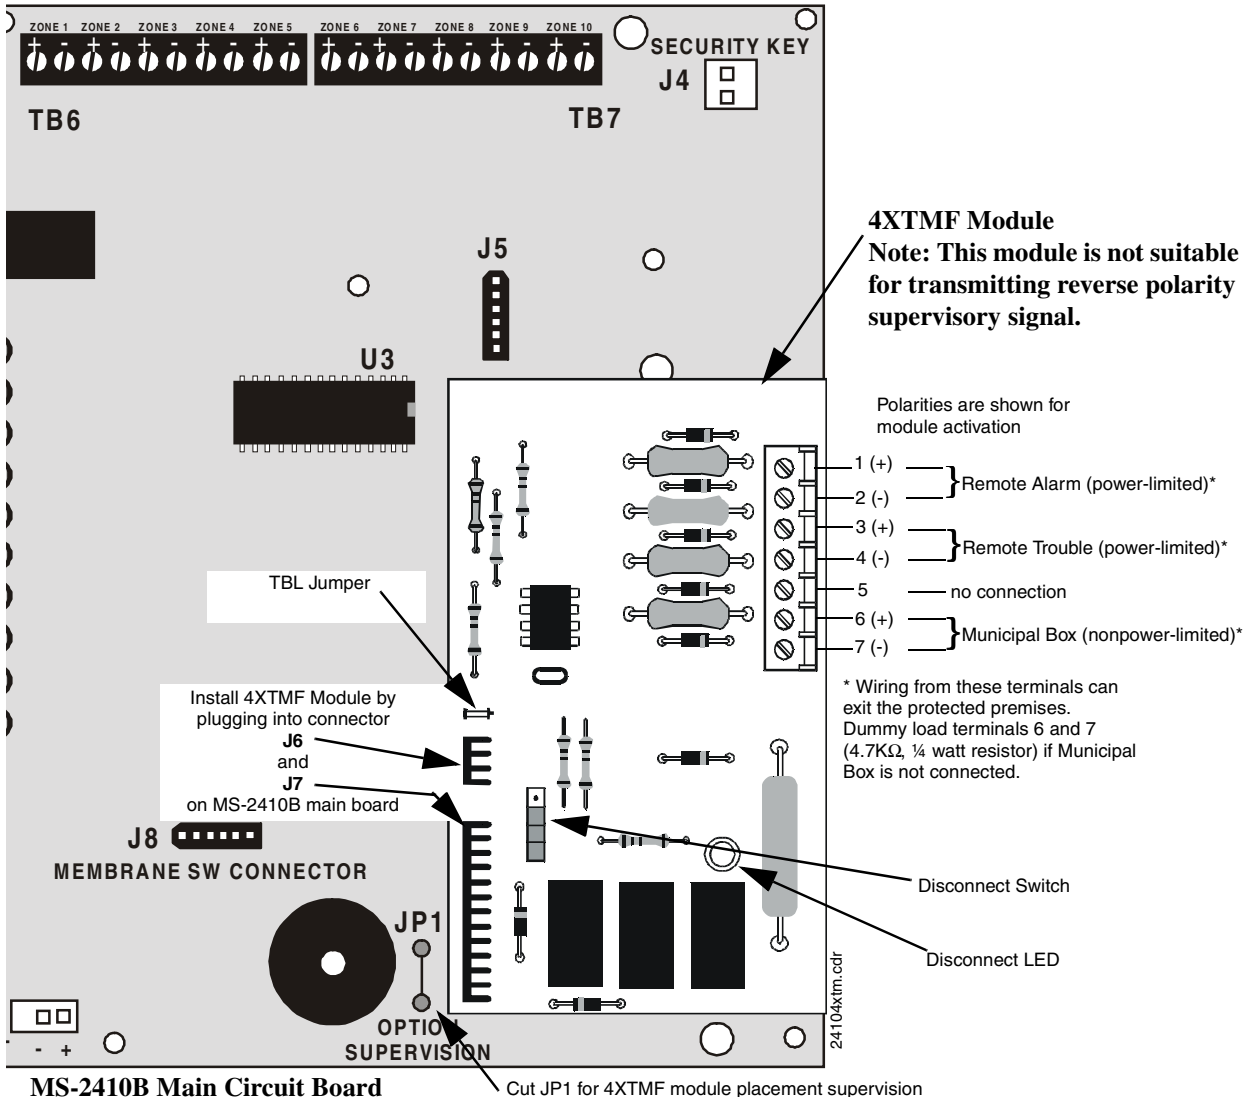 ZONE 1 ZONE 2 ZONE 3 ZONE 4 ZONE 5 ZONE 6 ZONE 7 ZONE 8 ZONE 9 ZONE 10
+ - + - + - + - + - + - + - + - + - + -
SECURITY KEY
J4
TB6
TB7
4XTMF Module
Note: This module is not suitable
for transmitting reverse polarity
supervisory signal.
J5
U3
Polarities are shown for
module activation
1 (+)
2 (-)
Remote Alarm (power-limited)*
3 (+)
4 (-)
Remote Trouble (power-limited)*
5
no connection
6 (+)
7 (-)
Municipal Box (nonpower-limited)*
TBL Jumper
* Wiring from these terminals can
exit the protected premises.
Dummy load terminals 6 and 7
(4.7KΩ, ¼ watt resistor) if Municipal
Box is not connected.
Install 4XTMF Module by
plugging into connector
J6
and
J7
on MS-2410B main board
J8
MEMBRANE SW CONNECTOR
Disconnect Switch
JP1
Disconnect LED
24104xtm.cdr
OPTION
SUPERVISION
- +
MS-2410B Main Circuit Board
Cut JP1 for 4XTMF module placement supervision